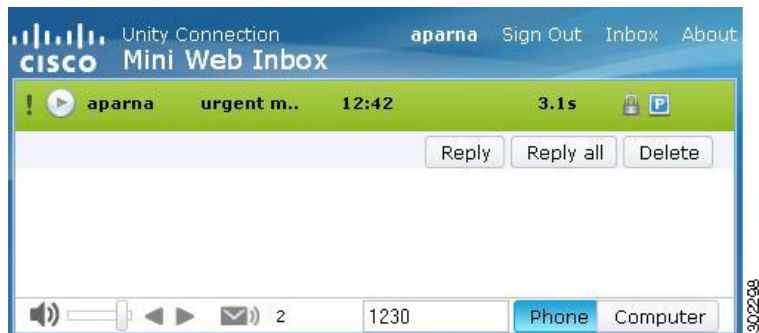 Unity Connection aparna Sign Out Inbox About
CISCO Mini Web Inbox
! aparna urgent m.. 12:42 3.1s P
Reply Reply all Delete
2 1230 Phone Computer
302298